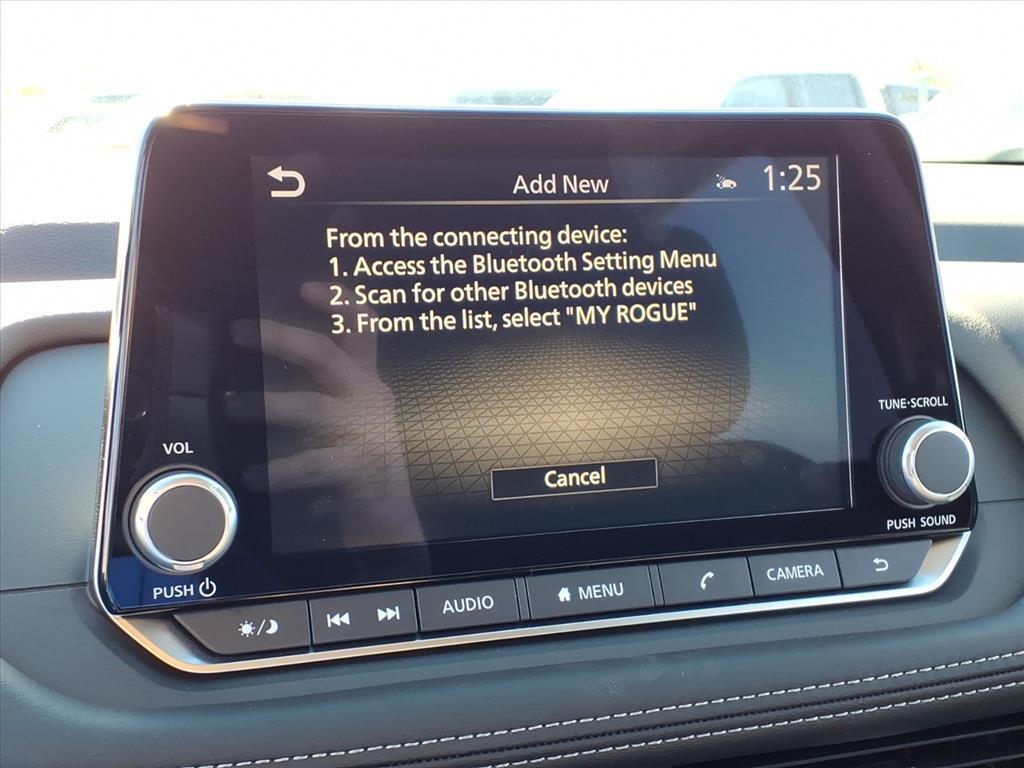 Add New
1:25
From the connecting device:
1. Access the Bluetooth Setting Menu
2. Scan for other Bluetooth devices
3. From the list, select "MY ROGUE"
Cancel
VOL
PUSH
TUNE·SCROLL
PUSH SOUND
AUDIO
MENU
CAMERA